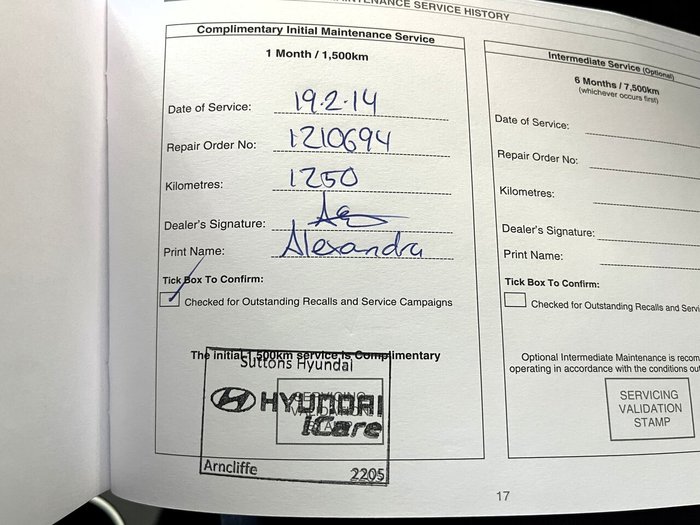 MAINTENANCE SERVICE HISTORY
Complimentary Initial Maintenance Service
1 Month / 1,500km
Date of Service: 19.2.14
Repair Order No: 1210694
Kilometres: 1250
Dealer's Signature:
Print Name: Alexandra
Tick Box To Confirm:
Checked for Outstanding Recalls and Service Campaigns
The initial 1,500km service is Complimentary
Suttons Hyundai
HYUNDAI
iCare
Arncliffe 2205
Intermediate Service (Optional)
6 Months / 7,500km
(whichever occurs first)
Date of Service:
Repair Order No:
Kilometres:
Dealer's Signature:
Print Name:
Tick Box To Confirm:
Checked for Outstanding Recalls and
Optional Intermediate Maintenance is
operating in accordance with the conditions
SERVICING
VALIDATION
STAMP
17